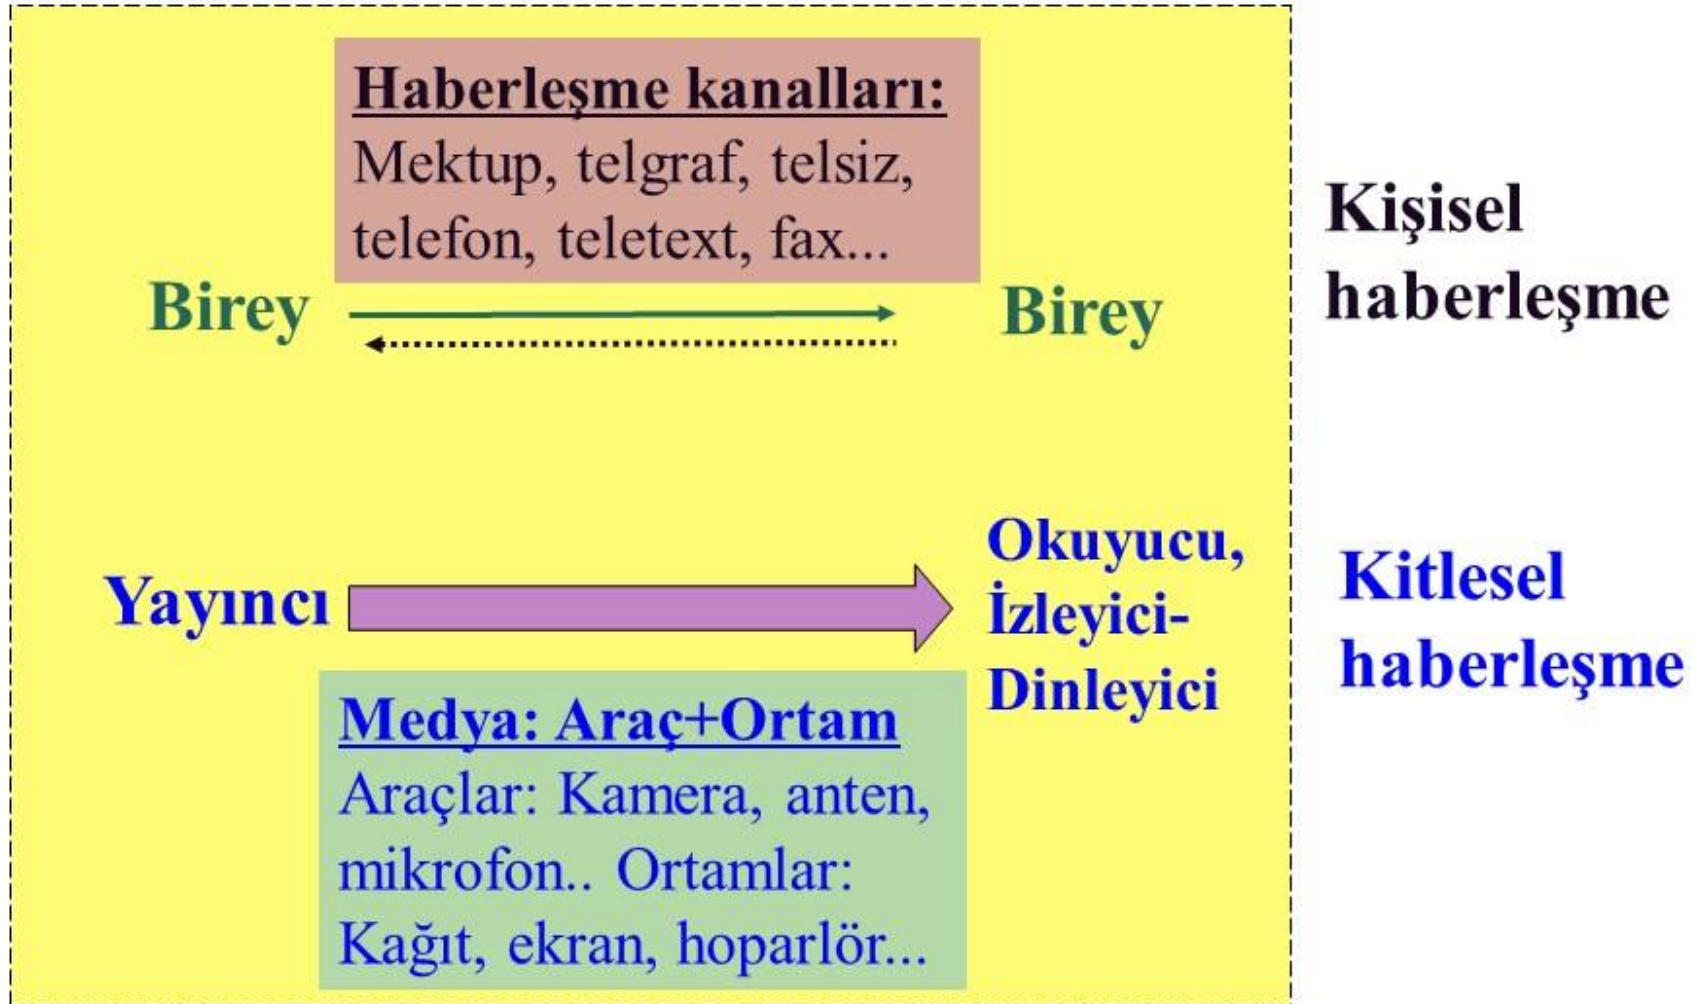 Haberleşme kanalları:
Mektup, telgraf, telsiz,
telefon, teletext, fax...
Birey
Birey
Kişisel
haberleşme
Yayıncı
Okuyucu,
İzleyici-
Dinleyici
Kitlesel
haberleşme
Medya: Araç+Ortam
Araçlar: Kamera, anten,
mikrofon.. Ortamlar:
Kağıt, ekran, hoparlör...